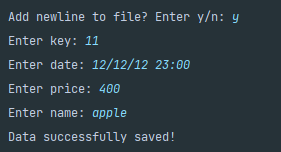 Add newline to file? Enter y/n: y
Enter key: 11
Enter date: 12/12/12 23:00
Enter price: 400
Enter name: apple
Data successfully saved!